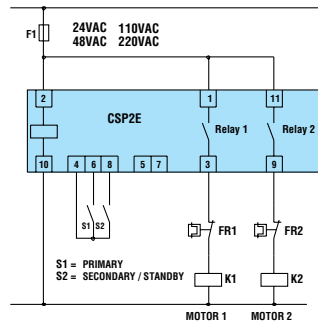 F1
24VAC 110VAC
48VAC 220VAC
2
1
11
CSP2E
Relay 1
Relay 2
10
4
6
8
5
7
3
9
S1
S2
FR1
FR2
S1 = PRIMARY
S2 = SECONDARY / STANDBY
K1
K2
MOTOR 1
MOTOR 2